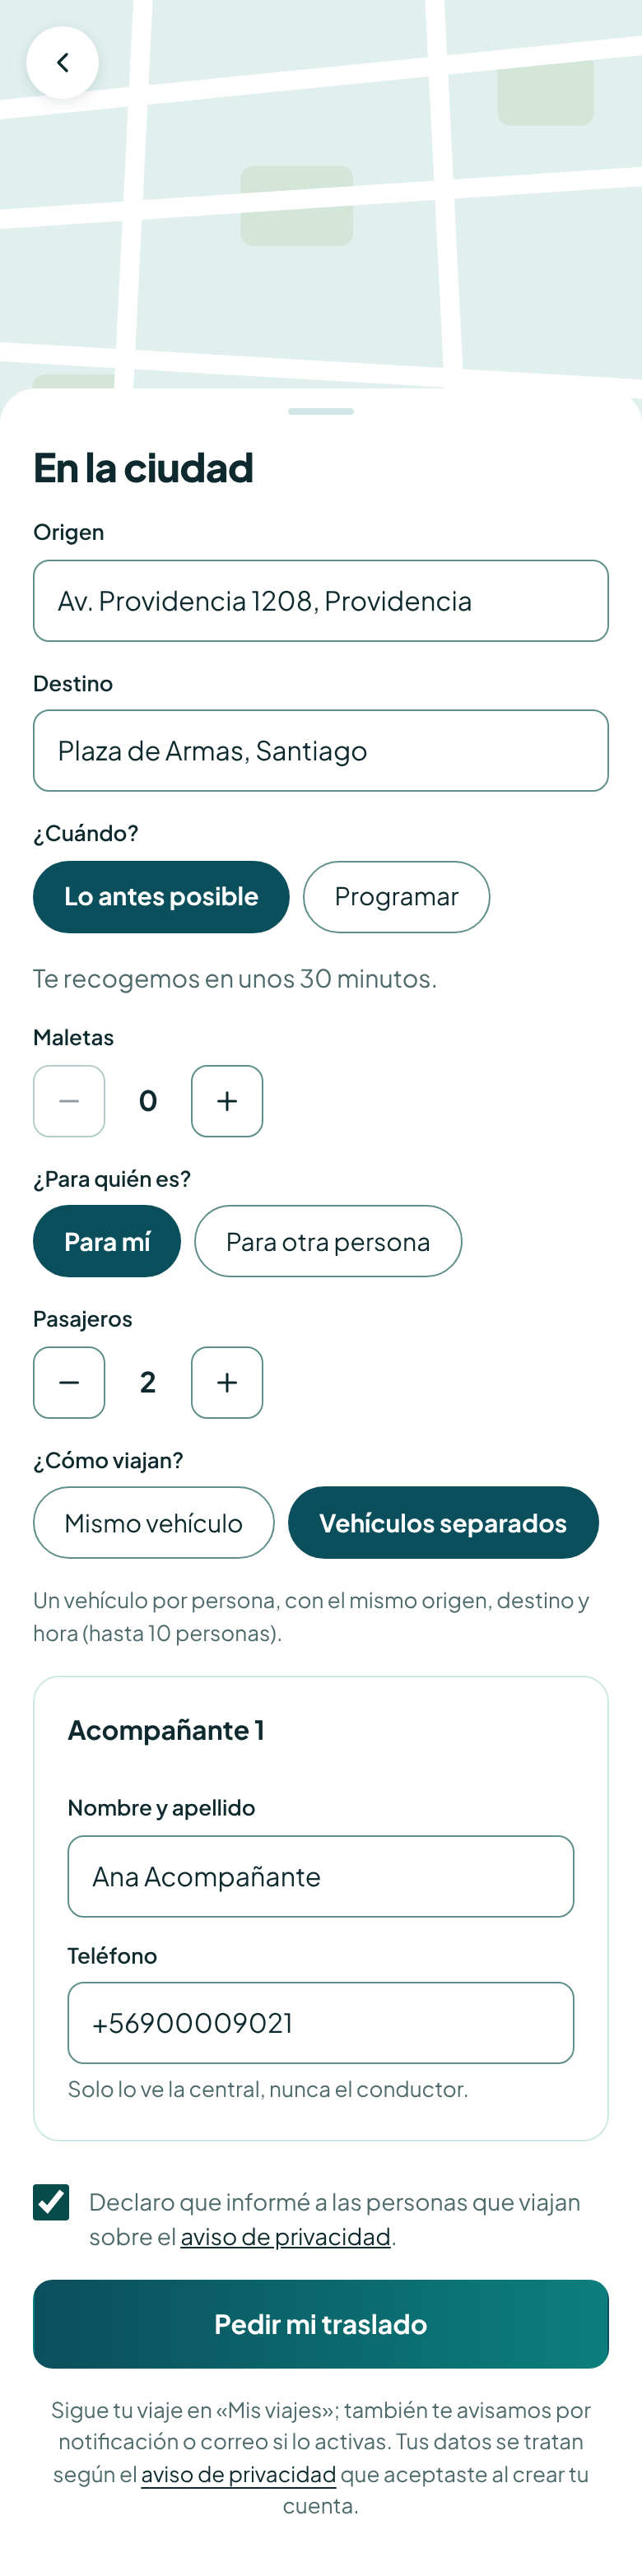 En la ciudad
Origen
Av. Providencia 1208, Providencia
Destino
Plaza de Armas, Santiago
¿Cuándo?
Lo antes posible
Programar
Te recogemos en unos 30 minutos.
Maletas
0
¿Para quién es?
Para mí
Para otra persona
Pasajeros
2
¿Cómo viajan?
Mismo vehículo
Vehículos separados
Un vehículo por persona, con el mismo origen, destino y
hora (hasta 10 personas).
Acompañante 1
Nombre y apellido
Ana Acompañante
Teléfono
+56900009021
Solo lo ve la central, nunca el conductor.
Declaro que informé a las personas que viajan
sobre el aviso de privacidad.
Pedir mi traslado
Sigue tu viaje en «Mis viajes»; también te avisamos por
notificación o correo si lo activas. Tus datos se tratan
según el aviso de privacidad que aceptaste al crear tu
cuenta.